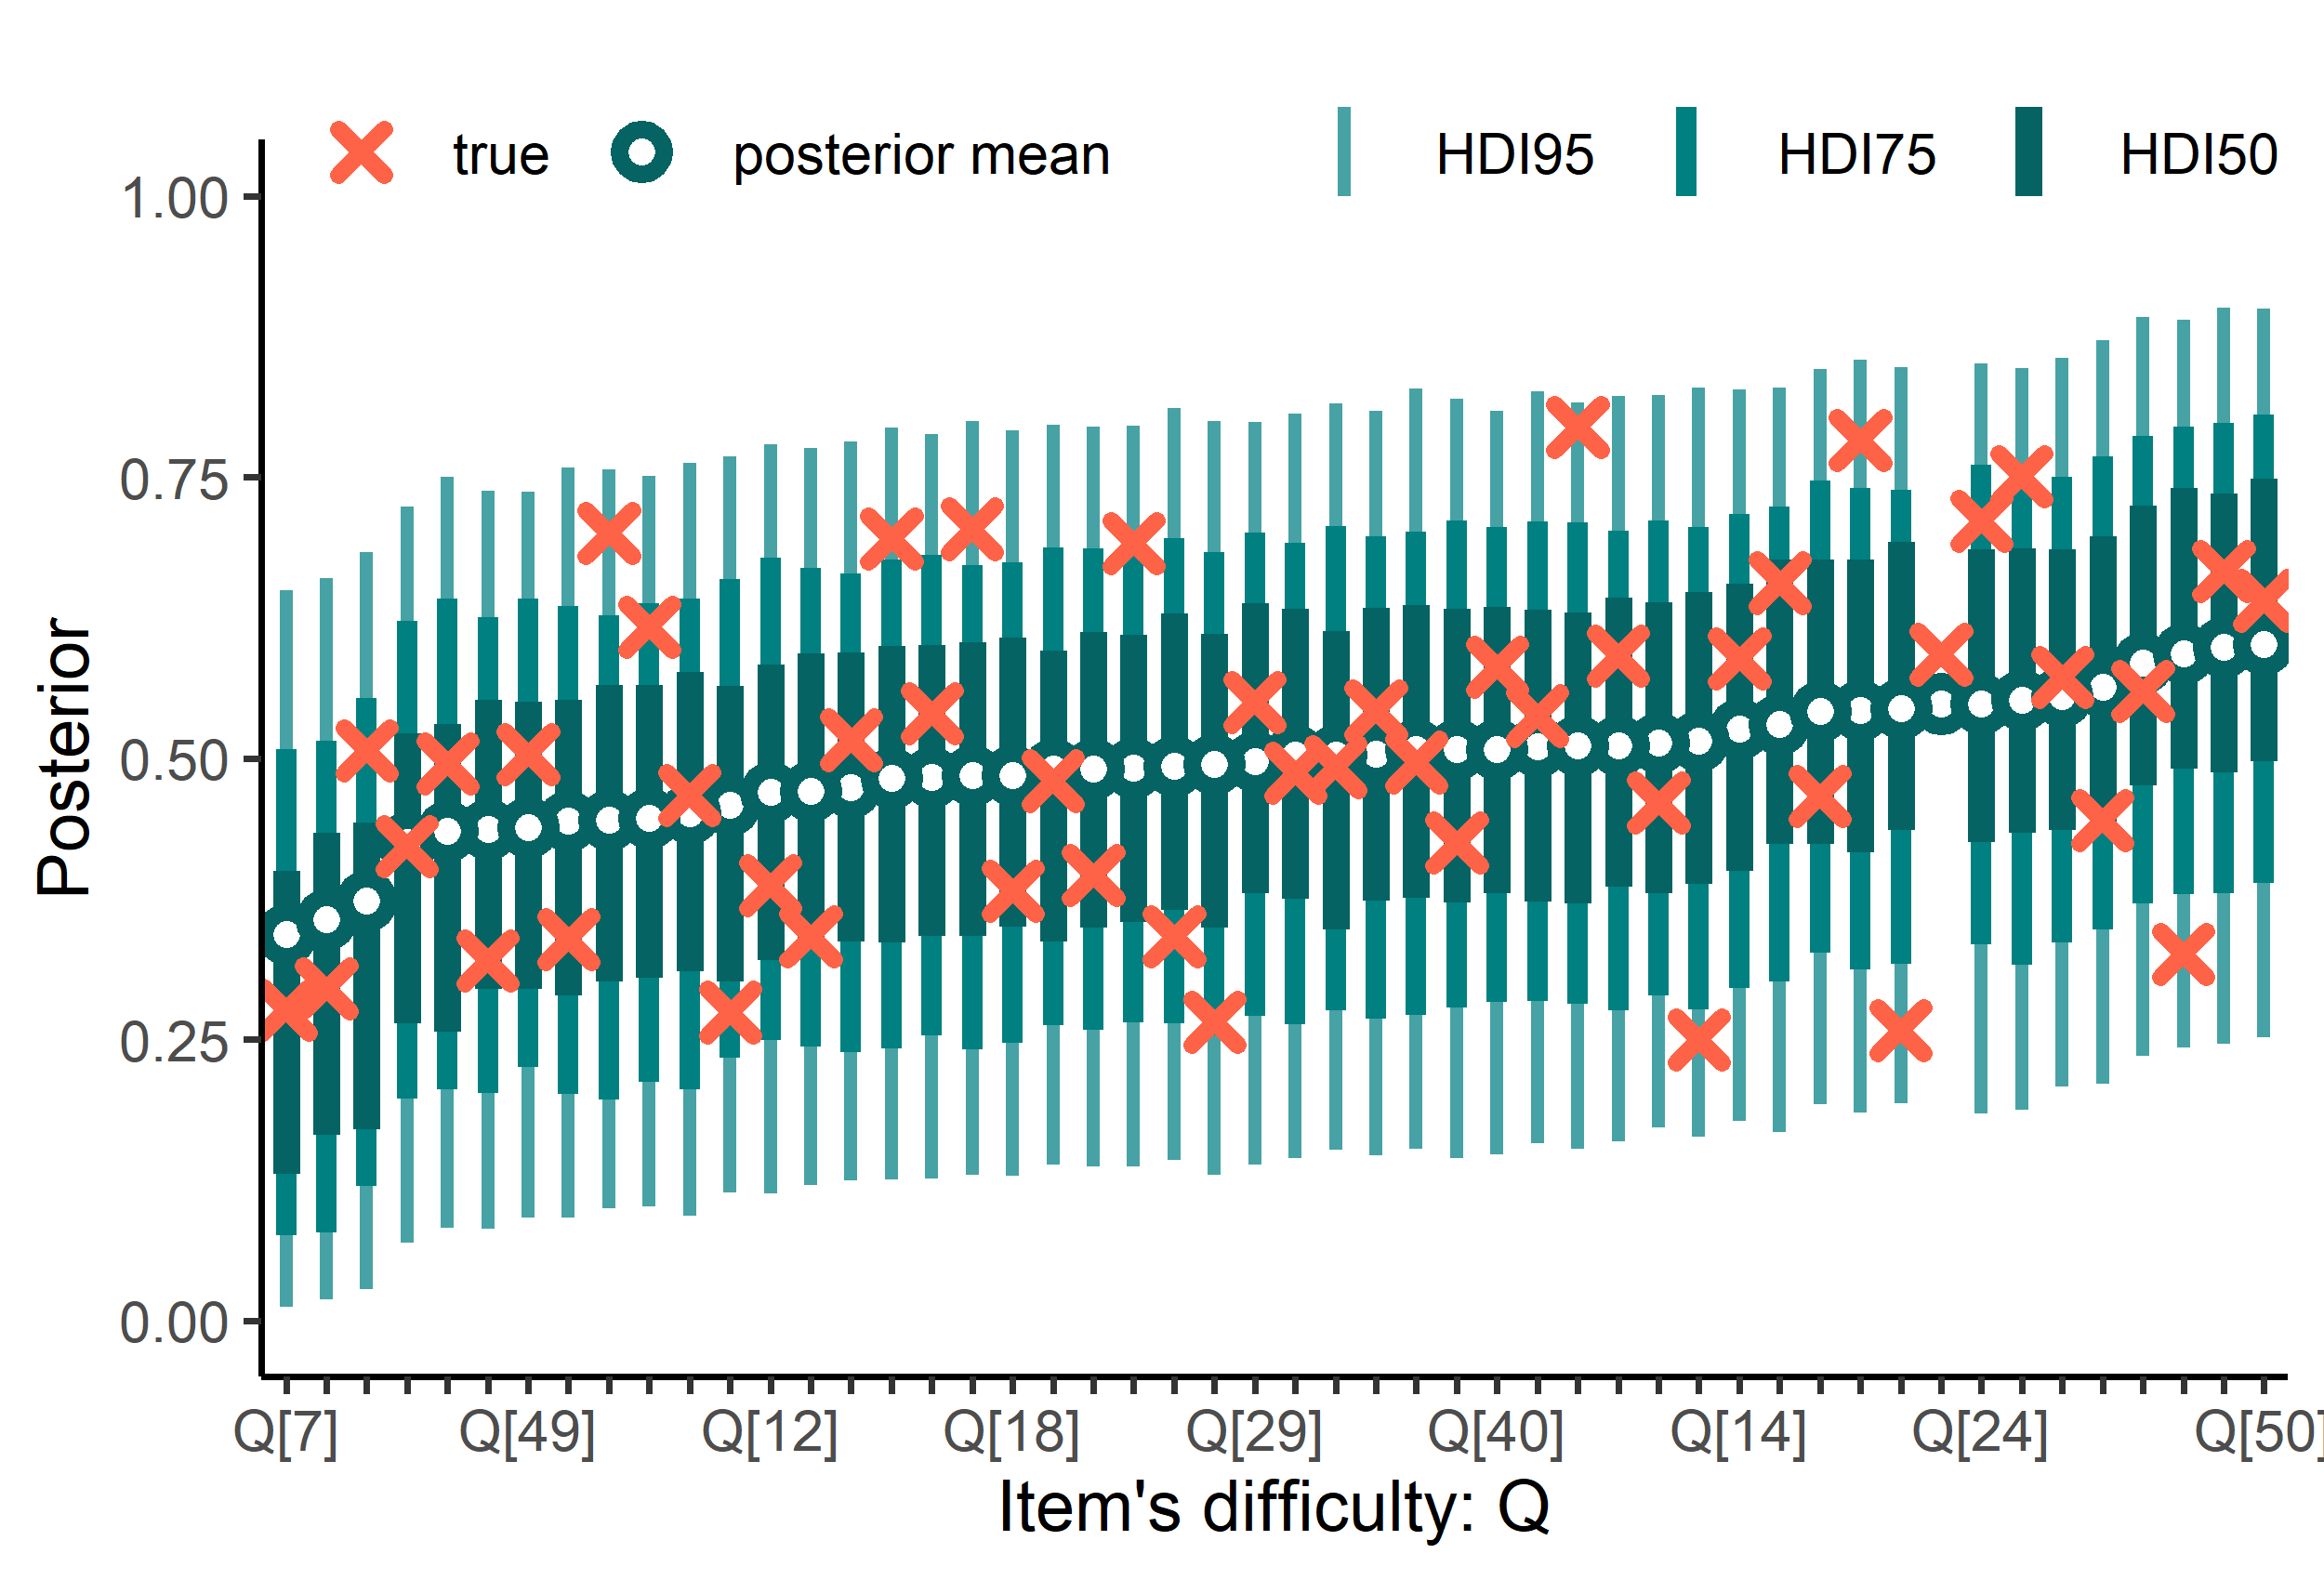 true posterior mean HDI95 HDI75 HDI50
1.00
0.75
0.50
0.25
0.00
Posterior
Q[7] Q[49] Q[12] Q[18] Q[29] Q[40] Q[14] Q[24] Q[50]
Item's difficulty: Q